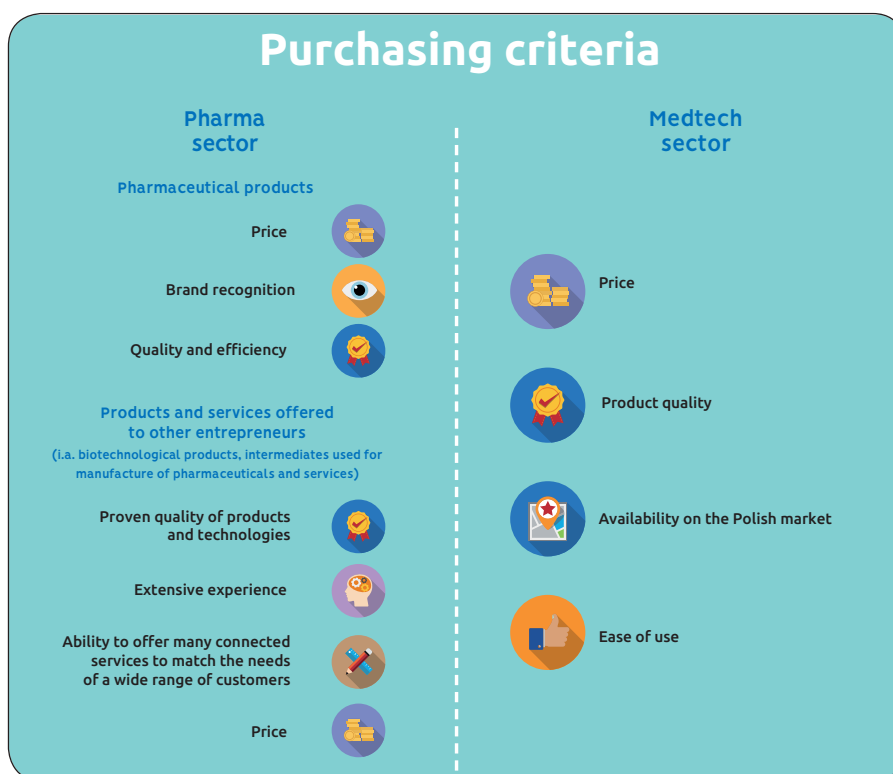 Purchasing criteria
Pharma
sector
Pharmaceutical products
Price
Brand recognition
Quality and efficiency
Products and services offered
to other entrepreneurs
(i.a. biotechnological products, intermediates used for
manufacture of pharmaceuticals and services)
Proven quality of products
and technologies
Extensive experience
Ability to offer many connected
services to match the needs
of a wide range of customers
Price
Medtech
sector
Price
Product quality
Availability on the Polish market
Ease of use